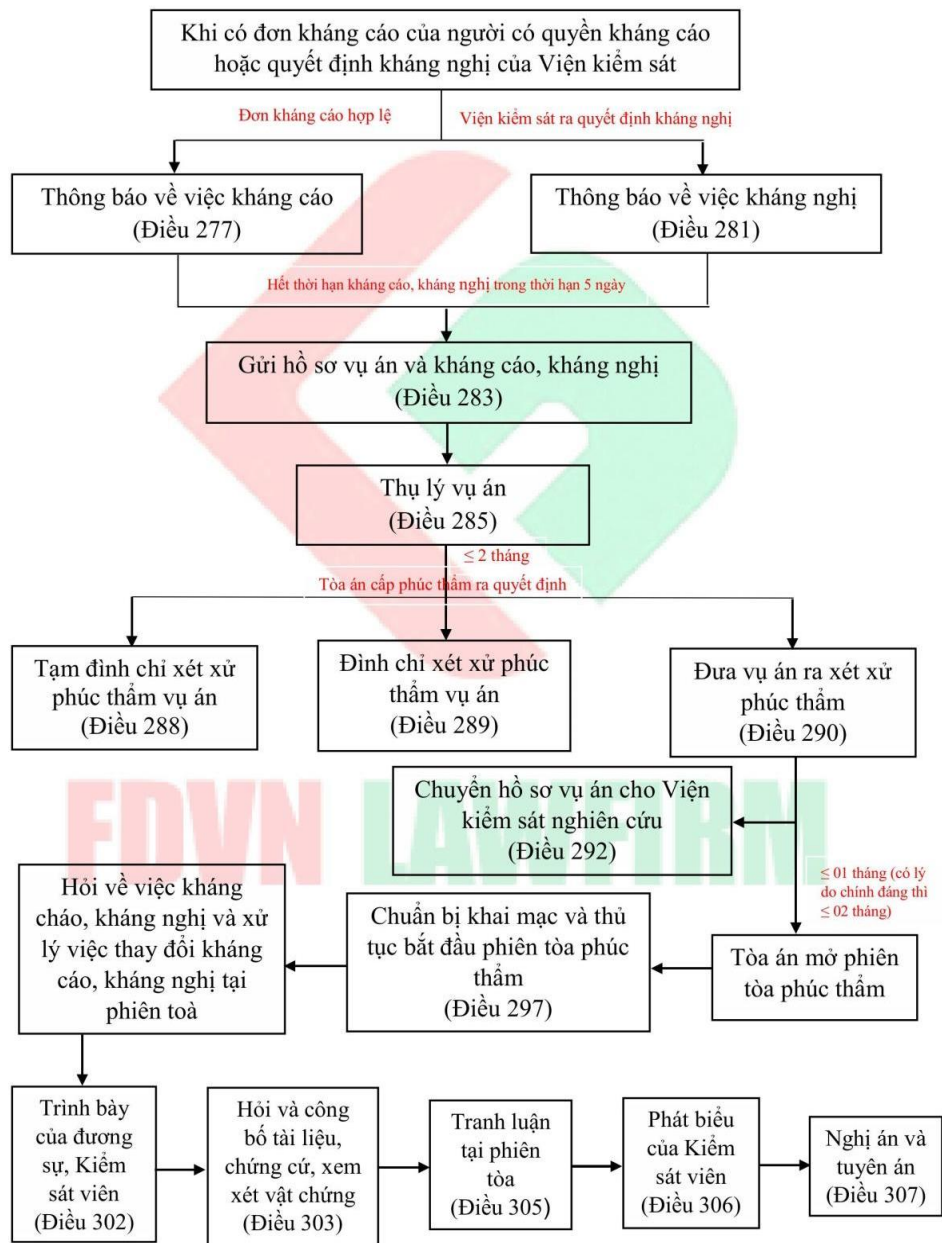 Khi có đơn kháng cáo của người có quyền kháng cáo
hoặc quyết định kháng nghị của Viện kiểm sát
Đơn kháng cáo hợp lệ
Viện kiểm sát ra quyết định kháng nghị
Thông báo về việc kháng cáo
(Điều 277)
Thông báo về việc kháng nghị
(Điều 281)
Hết thời hạn kháng cáo, kháng nghị trong thời hạn 5 ngày
Gửi hồ sơ vụ án và kháng cáo, kháng nghị
(Điều 283)
Thụ lý vụ án
(Điều 285)
≤ 2 tháng
Tòa án cấp phúc thẩm ra quyết định
Tạm đình chỉ xét xử
phúc thẩm vụ án
(Điều 288)
Đình chỉ xét xử phúc
thẩm vụ án
(Điều 289)
Đưa vụ án ra xét xử
phúc thẩm
(Điều 290)
FDVN LAWFIRM
Chuyển hồ sơ vụ án cho Viện
kiểm sát nghiên cứu
(Điều 292)
≤ 01 tháng (có lý
do chính đáng thì
≤ 02 tháng)
Tòa án mở phiên
tòa phúc thẩm
Chuẩn bị khai mạc và thủ
tục bắt đầu phiên tòa phúc
thẩm
(Điều 297)
Hỏi về việc kháng
cháo, kháng nghị và xử
lý việc thay đổi kháng
cáo, kháng nghị tại
phiên toà
Trình bày
của đương
sự, Kiểm
sát viên
(Điều 302)
Hỏi và công
bố tài liệu,
chứng cứ, xem
xét vật chứng
(Điều 303)
Tranh luận
tại phiên
tòa
(Điều 305)
Phát biểu
của Kiểm
sát viên
(Điều 306)
Nghị án và
tuyên án
(Điều 307)